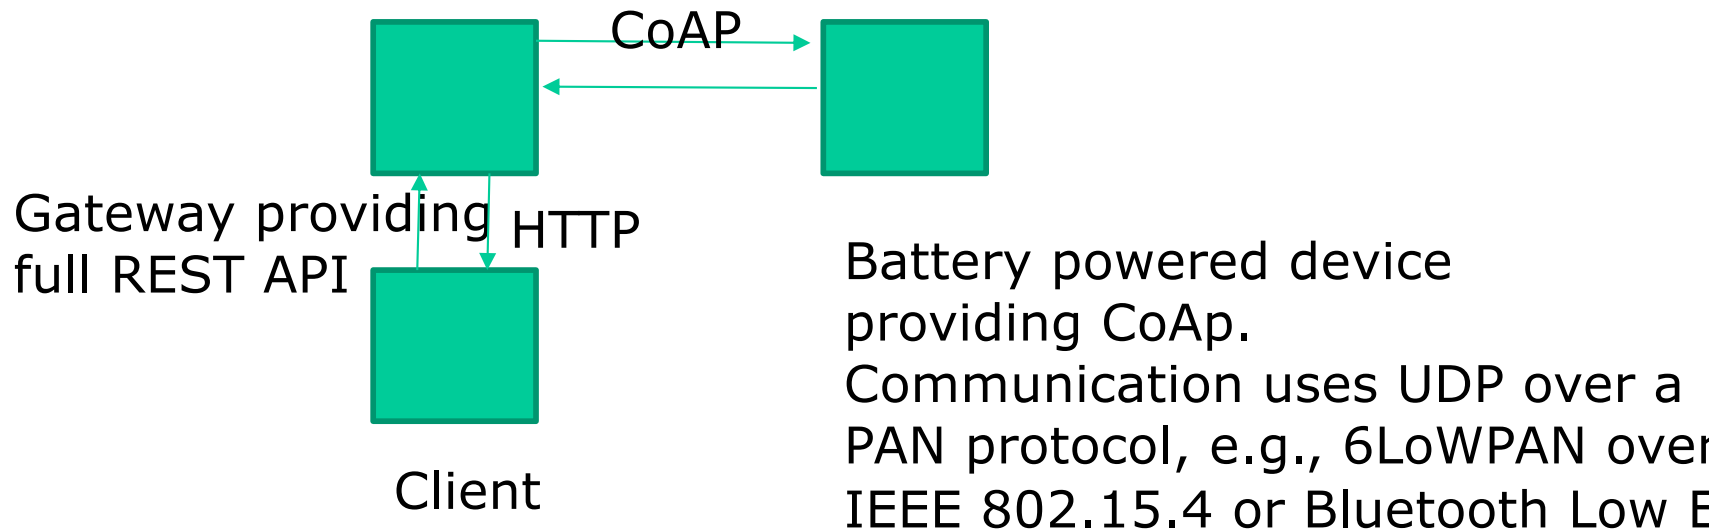 CoAP
Gateway providing
full REST API
HTTP
Client
Battery powered device
providing CoAp.
Communication uses UDP over a
PAN protocol, e.g., 6LoWPAN over
IEEE 802.15.4 or Bluetooth Low